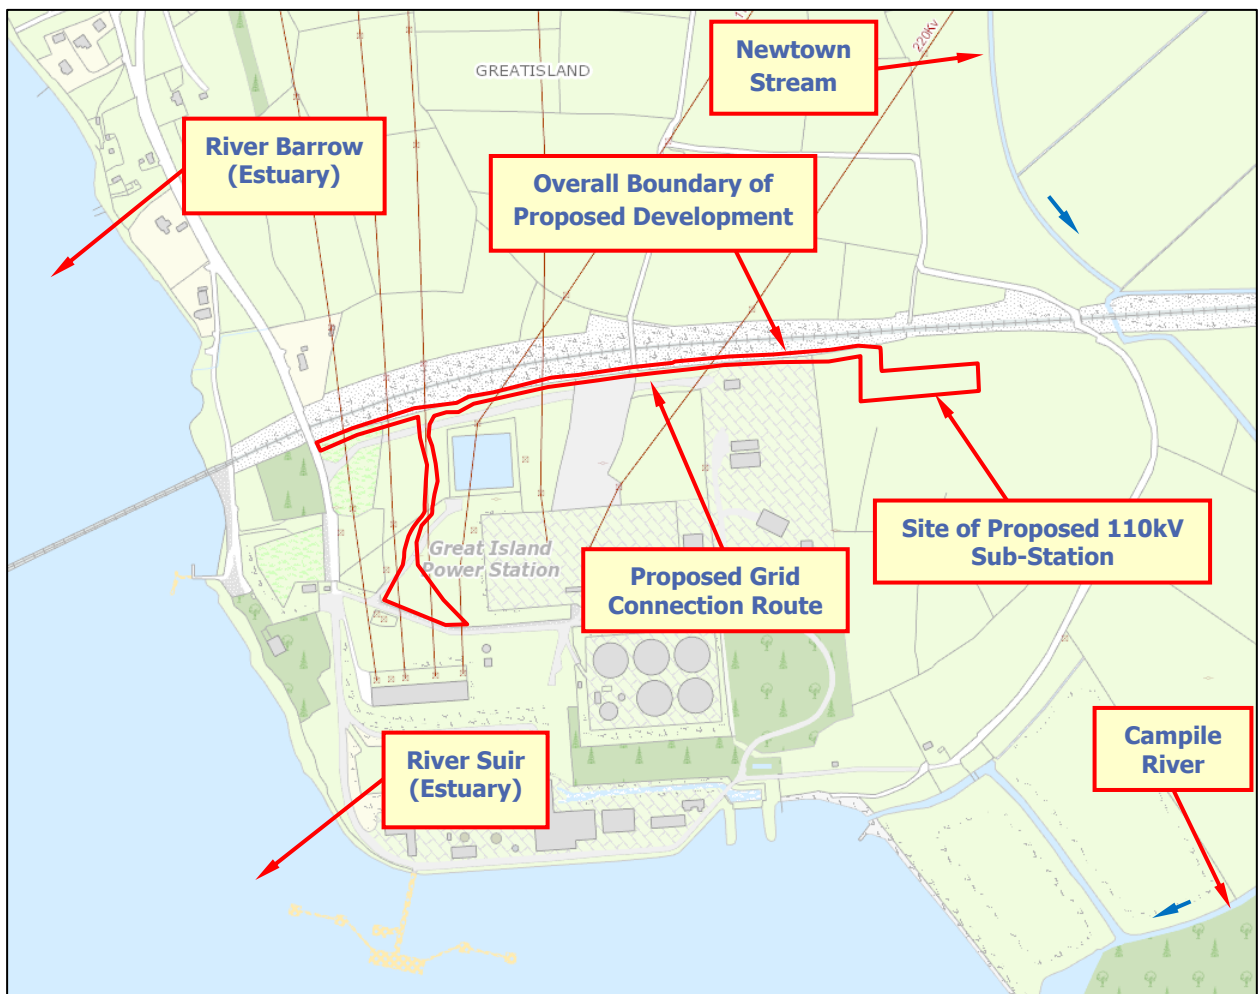 Newtown
Stream
220Kv
GREATISLAND
River Barrow
(Estuary)
Overall Boundary of
Proposed Development
Site of Proposed 110kV
Sub-Station
Great Island
Power Station
Proposed Grid
Connection Route
Campile
River
River Suir
(Estuary)